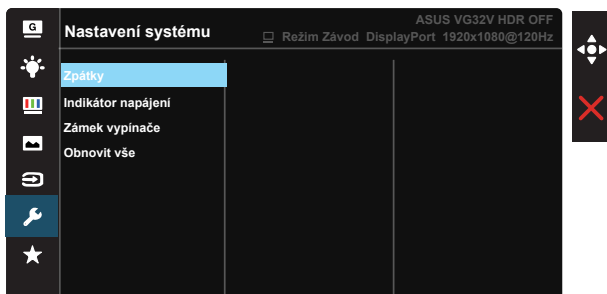 G
Nastavení systému
ASUS VG32V HDR OFF
Režim Závod DisplayPort 1920x1080@120Hz
Zpátky
Indikátor napájení
Zámek vypínače
Obnovit vše